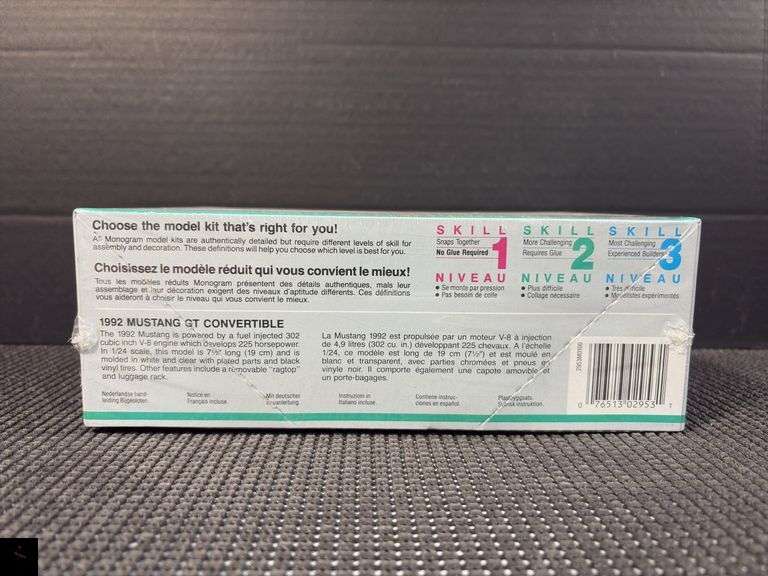 Choose the model kit that's right for you!
All Monogram model kits are authentically detailed but require different levels of skill for
assembly and decoration. These definitions will help you choose which level is best for you.
Choisissez le modèle réduit qui vous convient le mieux!
Tous les modèles réduits Monogram présentent des détails authentiques, mais leur
assemblage et leur décoration exigent des niveaux d'aptitude différents. Ces définitions
vous aideront à choisir le niveau qui vous convient le mieux.
SKILL
Snaps Together
No Glue Required
1
NIVEAU
• Se monte par pression
• Pas besoin de colle
SKILL
More Challenging
Requires Glue
2
NIVEAU
• Plus difficile
• Collage nécessaire
SKILL
Most Challenging
Experienced Builders
3
NIVEAU
• Très difficile
• Modélistes expérimentés
1992 MUSTANG GT CONVERTIBLE
The 1992 Mustang is powered by a fuel injected 302
cubic inch V-8 engine which develops 225 horsepower.
In 1/24 scale, this model is 7½" long (19 cm) and is
molded in white and clear with plated parts and black
vinyl tires. Other features include a removable "ragtop"
and luggage rack.
La Mustang 1992 est propulsée par un moteur V-8 à injection
de 4,9 litres (302 cu. in.) développant 225 chevaux. A l'échelle
1/24, ce modèle est long de 19 cm (7½") et est moulé en
blanc et transparent, avec parties chromées et pneus en
vinyle noir. Il comporte également une capote amovible et
un porte-bagages.
Nederlandse hand-
leiding bijgesloten.
Notice en
Français incluse.
Mit deutscher
Bauanleitung.
Instruzioni in
Italiano incluse.
Contiene instruc-
ciones en español.
Plastbyggsats.
Svensk instruktion.
0 76513 02953 7